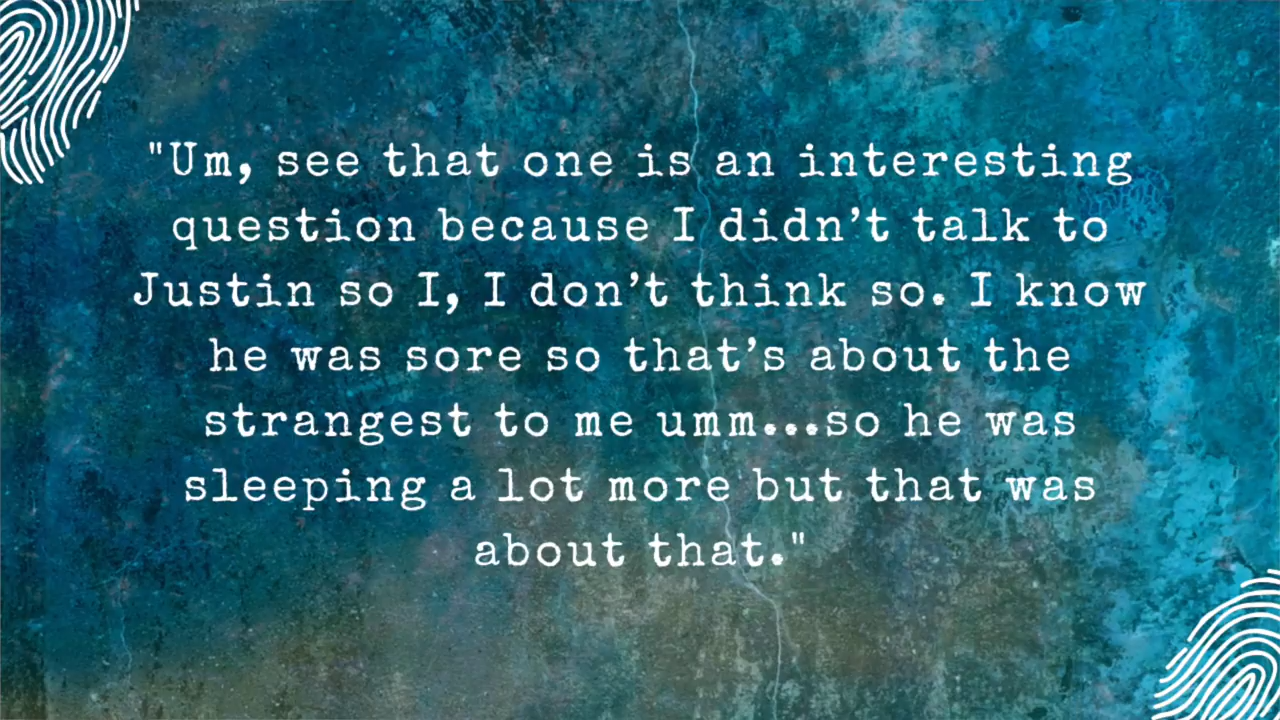 "Um, see that one is an interesting
question because I didn’t talk to
Justin so I, I don’t think so. I know
he was sore so that’s about the
strangest to me umm...so he was
sleeping a lot more but that was
about that."